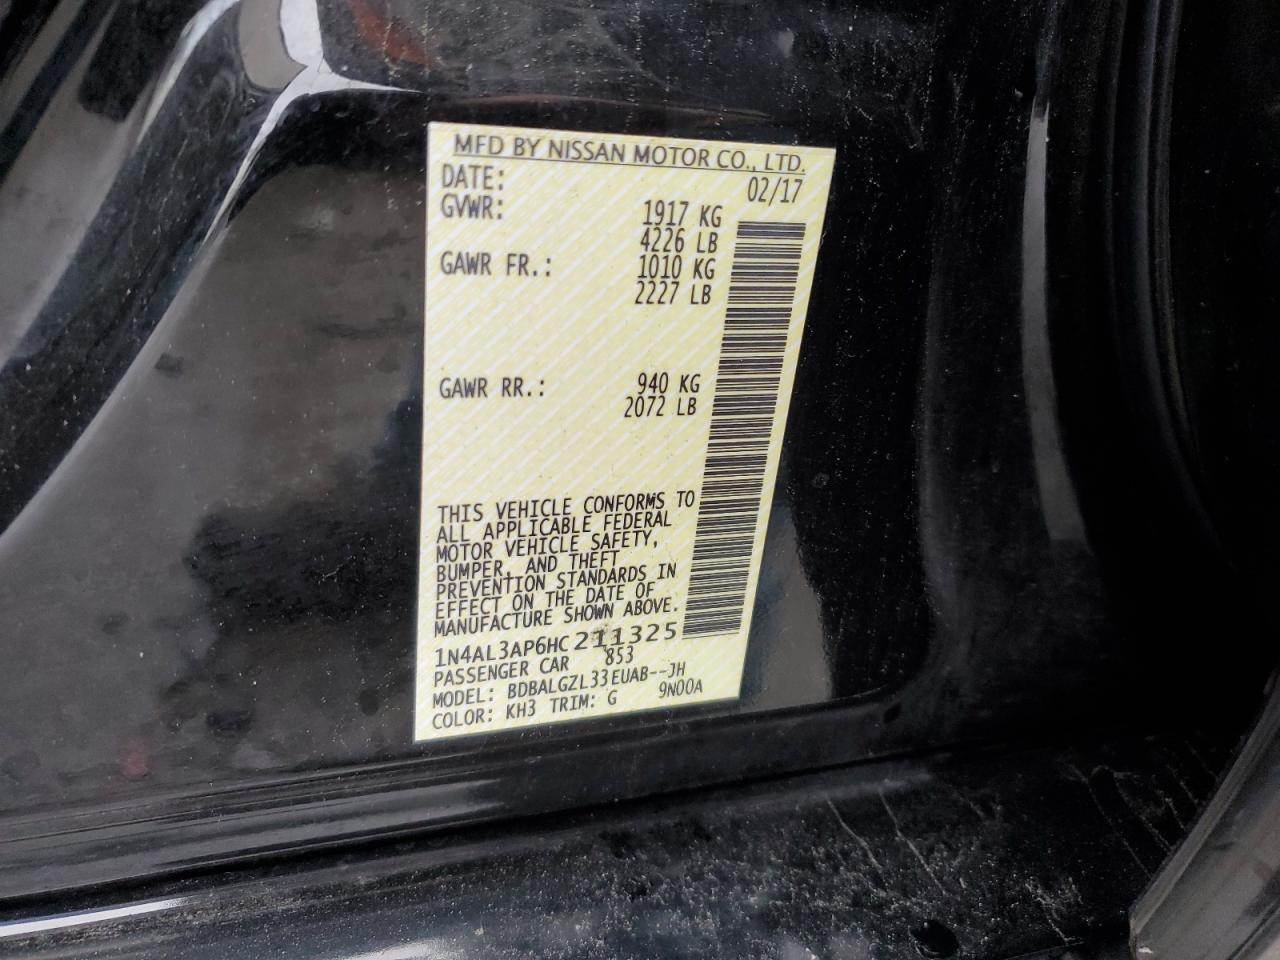 MFD BY NISSAN MOTOR CO., LTD.
DATE: 02/17
GVWR: 1917 KG
4226 LB
GAWR FR.: 1010 KG
2227 LB
GAWR RR.: 940 KG
2072 LB
THIS VEHICLE CONFORMS TO
ALL APPLICABLE FEDERAL
MOTOR VEHICLE SAFETY,
BUMPER, AND THEFT
PREVENTION STANDARDS IN
EFFECT ON THE DATE OF
MANUFACTURE SHOWN ABOVE.
1N4AL3AP6HC211325
PASSENGER CAR 853
MODEL: BDBALGZL33EUAB--JH
COLOR: KH3 TRIM: G 9N00A